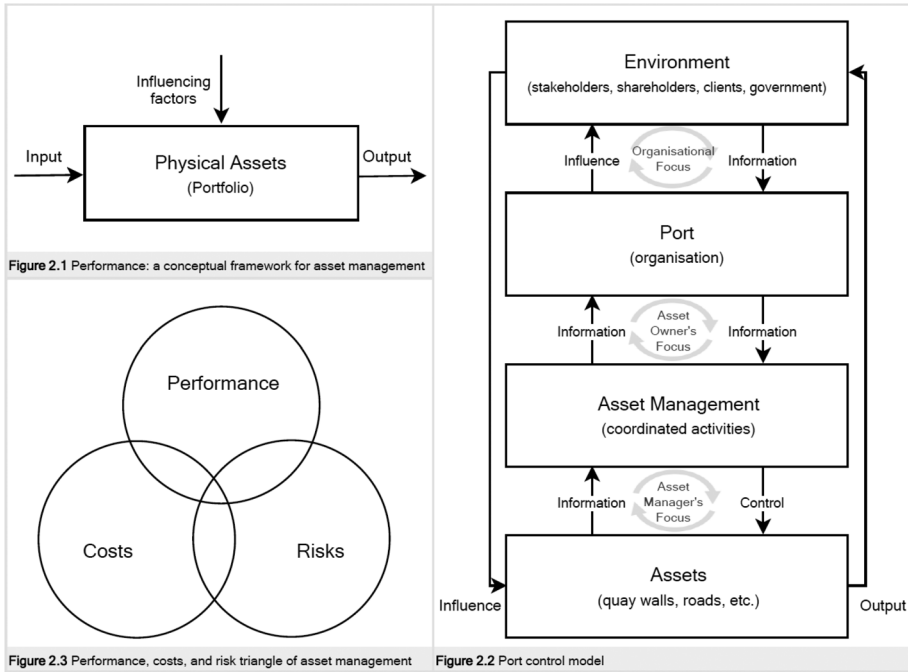 Influencing
factors
Input
Physical Assets
(Portfolio)
Output
Figure 2.1 Performance: a conceptual framework for asset management
Performance
Costs
Risks
Figure 2.3 Performance, costs, and risk triangle of asset management
Environment
(stakeholders, shareholders, clients, government)
Influence
Organisational
Focus
Information
Port
(organisation)
Information
Asset
Owner's
Focus
Information
Asset Management
(coordinated activities)
Information
Asset
Manager's
Focus
Control
Assets
(quay walls, roads, etc.)
Influence
Output
Figure 2.2 Port control model